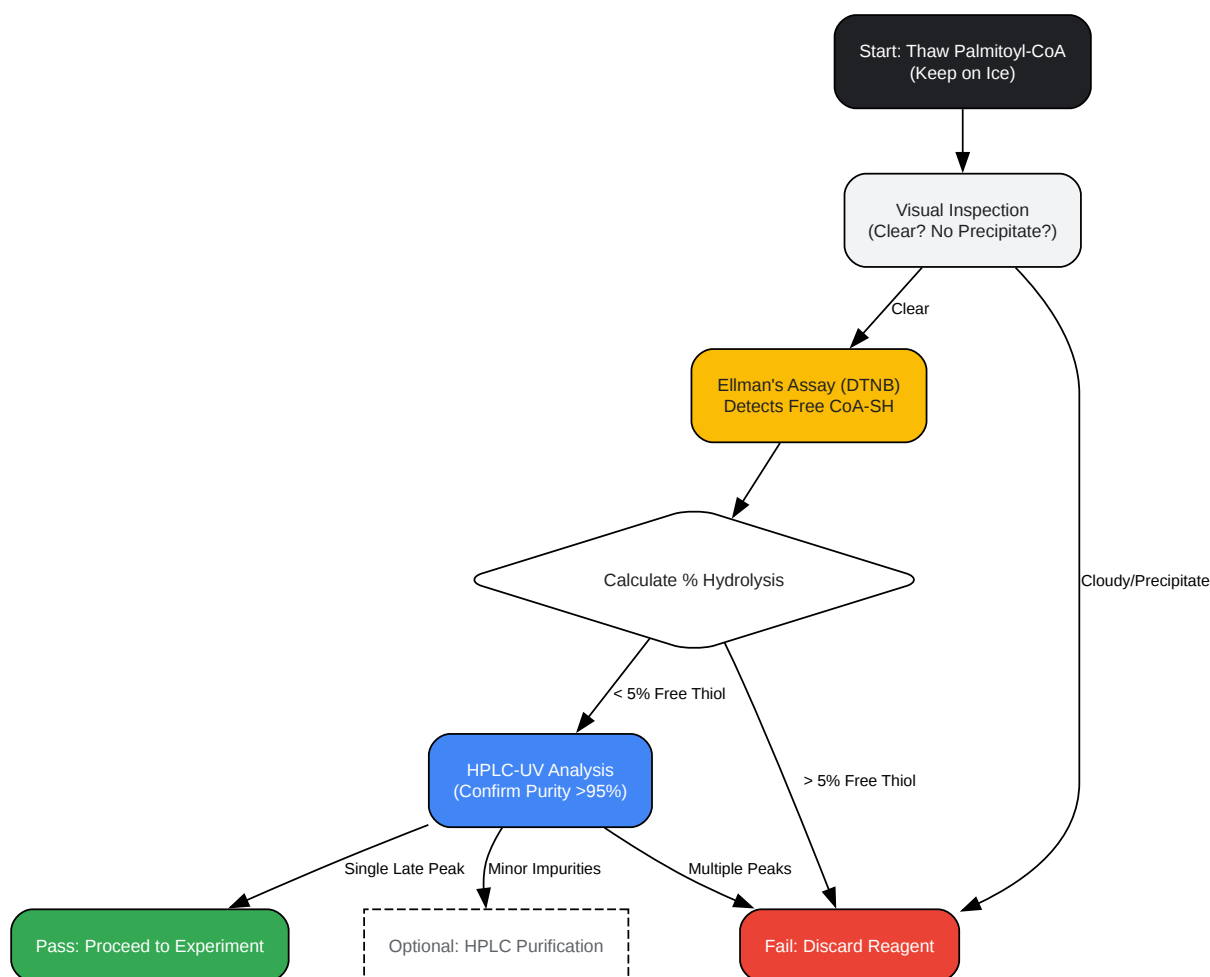 Start: Thaw Palmitoyl-CoA
(Keep on Ice)
Visual Inspection
(Clear? No Precipitate?)
Clear
Ellman's Assay (DTNB)
Detects Free CoA-SH
Calculate % Hydrolysis
Cloudy/Precipitate
< 5% Free Thiol
HPLC-UV Analysis
(Confirm Purity >95%)
> 5% Free Thiol
Single Late Peak
Minor Impurities
Multiple Peaks
Pass: Proceed to Experiment
Optional: HPLC Purification
Fail: Discard Reagent